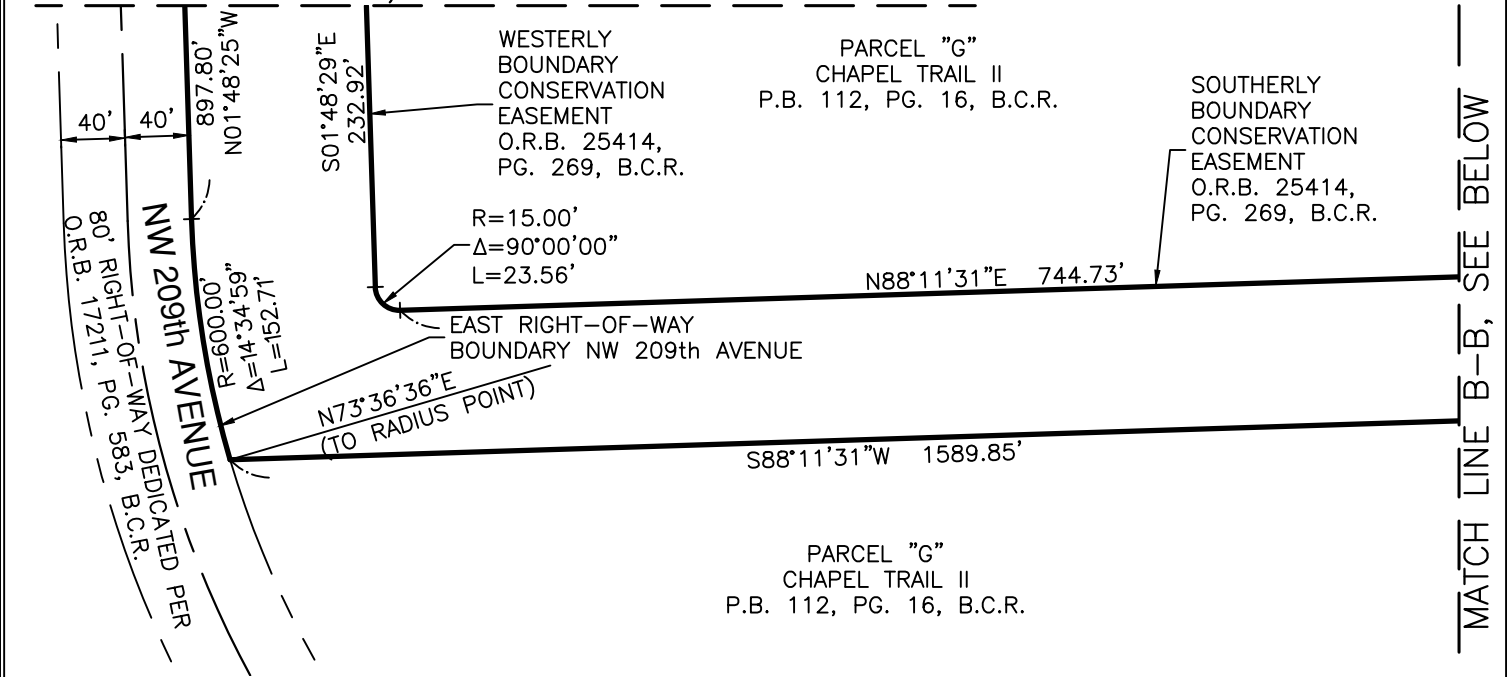 897.80'
N01°48'25"W
S01°48'29"E
232.92'
WESTERLY
BOUNDARY
CONSERVATION
EASEMENT
O.R.B. 25414,
PG. 269, B.C.R.
PARCEL "G"
CHAPEL TRAIL II
P.B. 112, PG. 16, B.C.R.
SOUTHERLY
BOUNDARY
CONSERVATION
EASEMENT
O.R.B. 25414,
PG. 269, B.C.R.
40'
40'
R=15.00'
Δ=90°00'00"
L=23.56'
N88°11'31"E 744.73'
EAST RIGHT-OF-WAY
BOUNDARY NW 209th AVENUE
NW 209th AVENUE
80' RIGHT-OF-WAY DEDICATED PER
O.R.B. 17211, PG. 583, B.C.R.
R=600.00'
Δ=14°34'59"
L=152.71'
N73°36'36"E
(TO RADIUS POINT)
S88°11'31"W 1589.85'
PARCEL "G"
CHAPEL TRAIL II
P.B. 112, PG. 16, B.C.R.
MATCH LINE B-B, SEE BELOW